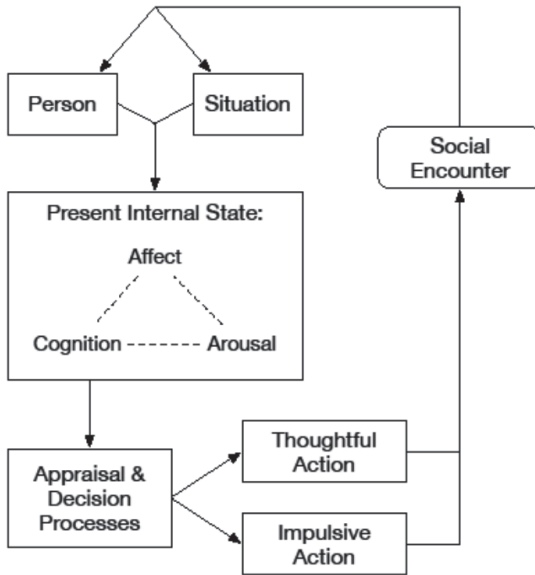 Person
Situation
Social
Encounter
Present Internal State:
Affect
Cognition
Arousal
Appraisal &
Decision
Processes
Thoughtful
Action
Impulsive
Action